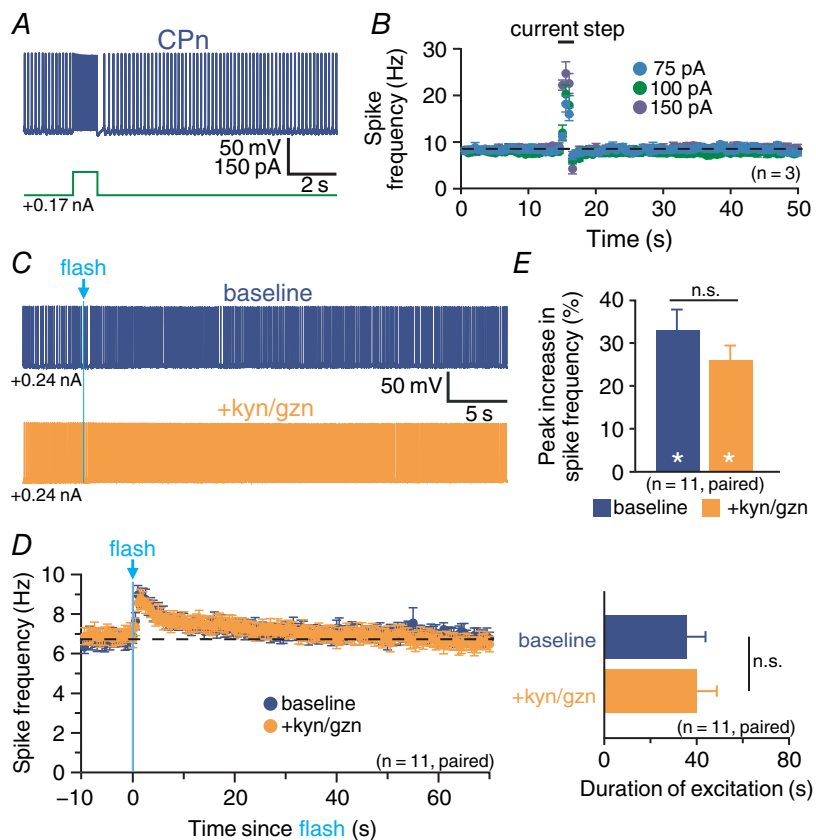 A
CPn
50 mV
150 pA
2 s
+0.17 nA
B
current step
Spike
frequency (Hz)
30
20
10
0
75 pA
100 pA
150 pA
(n = 3)
0 10 20 30 40 50
Time (s)
C
flash
baseline
+0.24 nA
50 mV
5 s
+kyn/gzn
+0.24 nA
E
Peak increase in
spike frequency (%)
40
30
20
10
0
n.s.
* *
(n = 11, paired)
baseline +kyn/gzn
D
flash
Spike frequency (Hz)
10
8
6
4
2
0
baseline
+kyn/gzn
(n = 11, paired)
−10 0 20 40 60
Time since flash (s)
baseline
+kyn/gzn
n.s.
(n = 11, paired)
0 40 80
Duration of excitation (s)